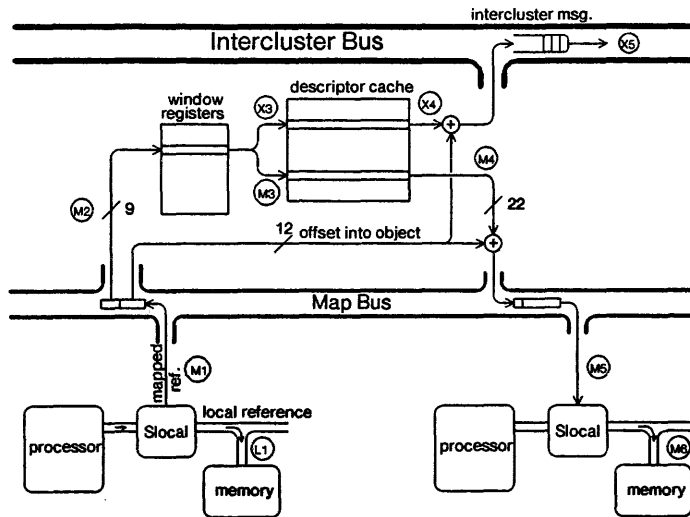 intercluster msg.
Intercluster Bus
X5
descriptor cache
window
registers
X3
X4
M2
9
M3
M4
22
12 offset into object
Map Bus
mapped
ref.
M1
M5
local reference
processor
Slocal
L1
memory
processor
Slocal
M6
memory